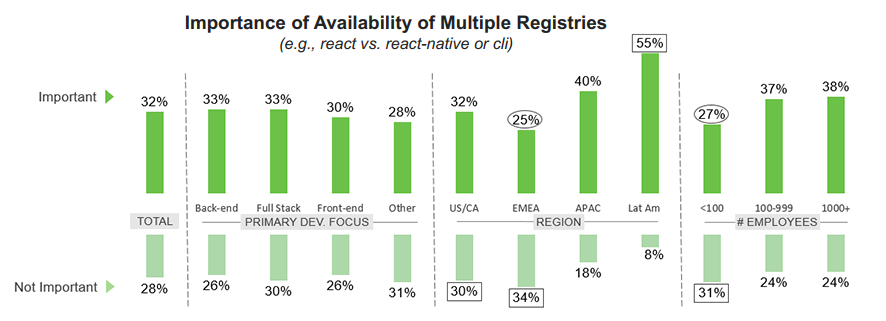 Importance of Availability of Multiple Registries
(e.g., react vs. react-native or cli)
Important
32% 33% 33% 30% 28% 32% 25% 40% 55% 27% 37% 38%
Back-end Full Stack Front-end Other US/CA EMEA APAC Lat Am <100 100-999 1000+
TOTAL PRIMARY DEV. FOCUS REGION # EMPLOYEES
Not Important
28% 26% 30% 26% 31% 30% 34% 18% 8% 31% 24% 24%